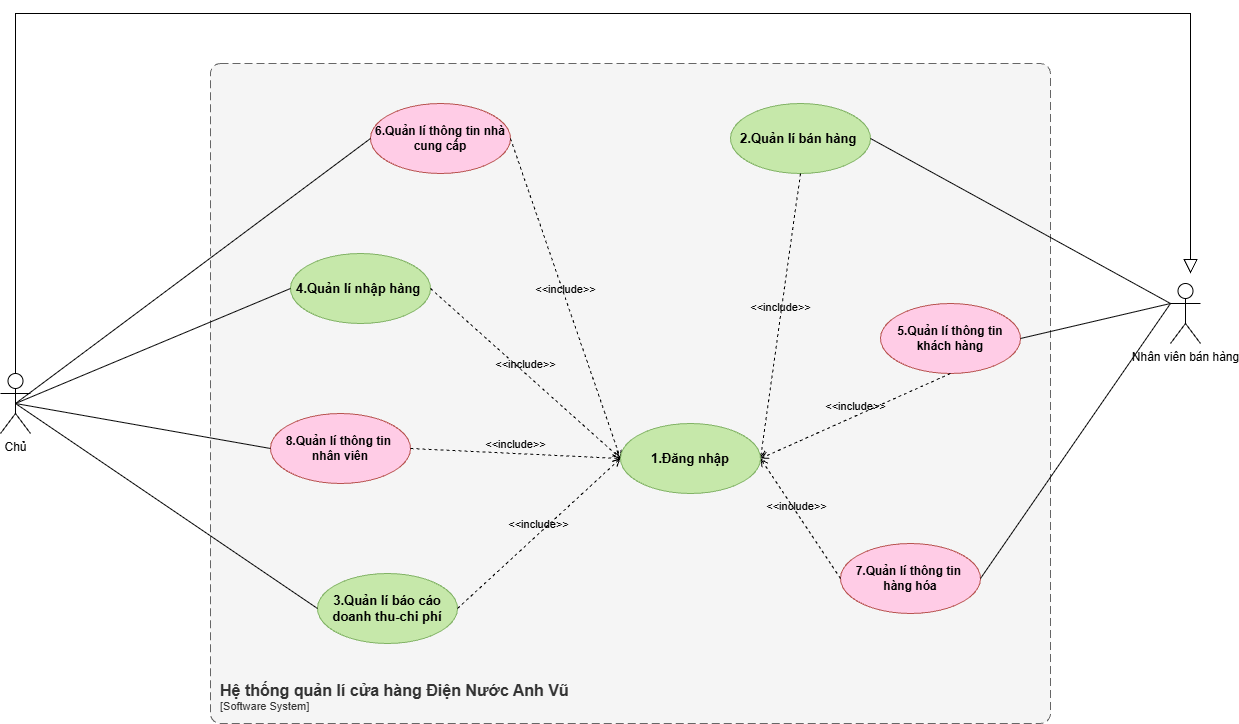 6.Quản lí thông tin nhà
cung cấp
2.Quản lí bán hàng
4.Quản lí nhập hàng
<<include>>
<<include>>
5.Quản lí thông tin
khách hàng
Nhân viên bán hàng
<<include>>
<<include>>
Chủ
8.Quản lí thông tin
nhân viên
<<include>>
1.Đăng nhập
<<include>>
<<include>>
7.Quản lí thông tin
hàng hóa
3.Quản lí báo cáo
doanh thu-chi phí
Hệ thống quản lí cửa hàng Điện Nước Anh Vũ
[Software System]